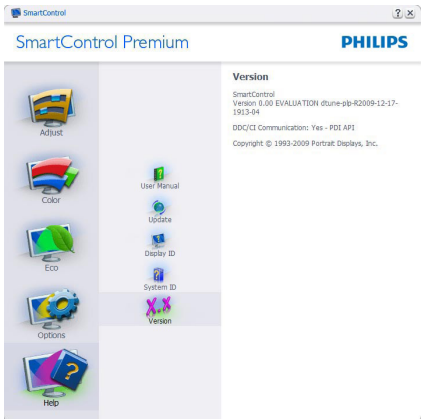 SmartControl
? X
SmartControl Premium
PHILIPS
Adjust
Color
Eco
Options
Help
User Manual
Update
Display ID
System ID
X.X
Version
Version
SmartControl
Version 0.00 EVALUATION dtune-plp-R2009-12-17-
1913-04
DDC/CI Communication: Yes - PDI API
Copyright © 1993-2009 Portrait Displays, Inc.